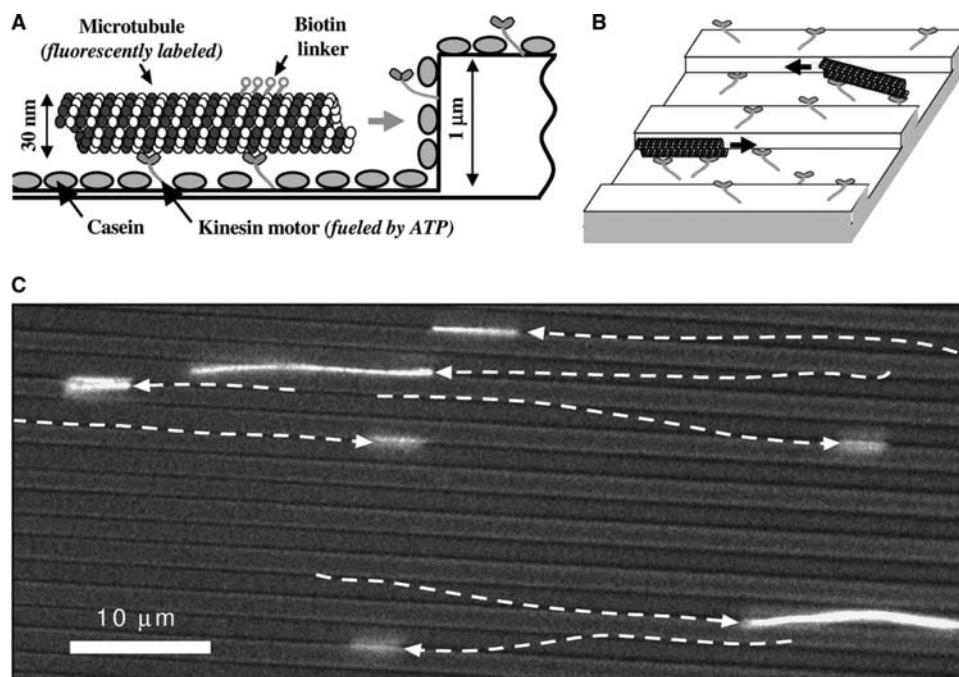 A
Microtubule
(fluorescently labeled)
Biotin
linker
30 nm
1 μm
Casein
Kinesin motor (fueled by ATP)
B
C
10 μm